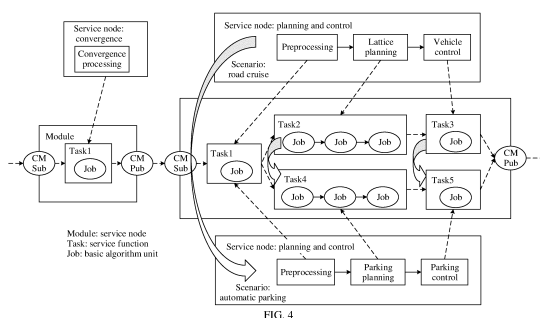 Service node: planning and control
Preprocessing
Lattice planning
Vehicle control
Scenario: road cruise
Service node: convergence
Convergence processing
Module
CM Sub
Task1
Job
CM Pub
CM Sub
Task1
Job
Task2
Job
Job
Job
Task3
Job
Task4
Job
Job
Job
Task5
Job
CM Pub
Module: service node
Task: service function
Job: basic algorithm unit
Service node: planning and control
Preprocessing
Parking planning
Parking control
Scenario: automatic parking
FIG. 4